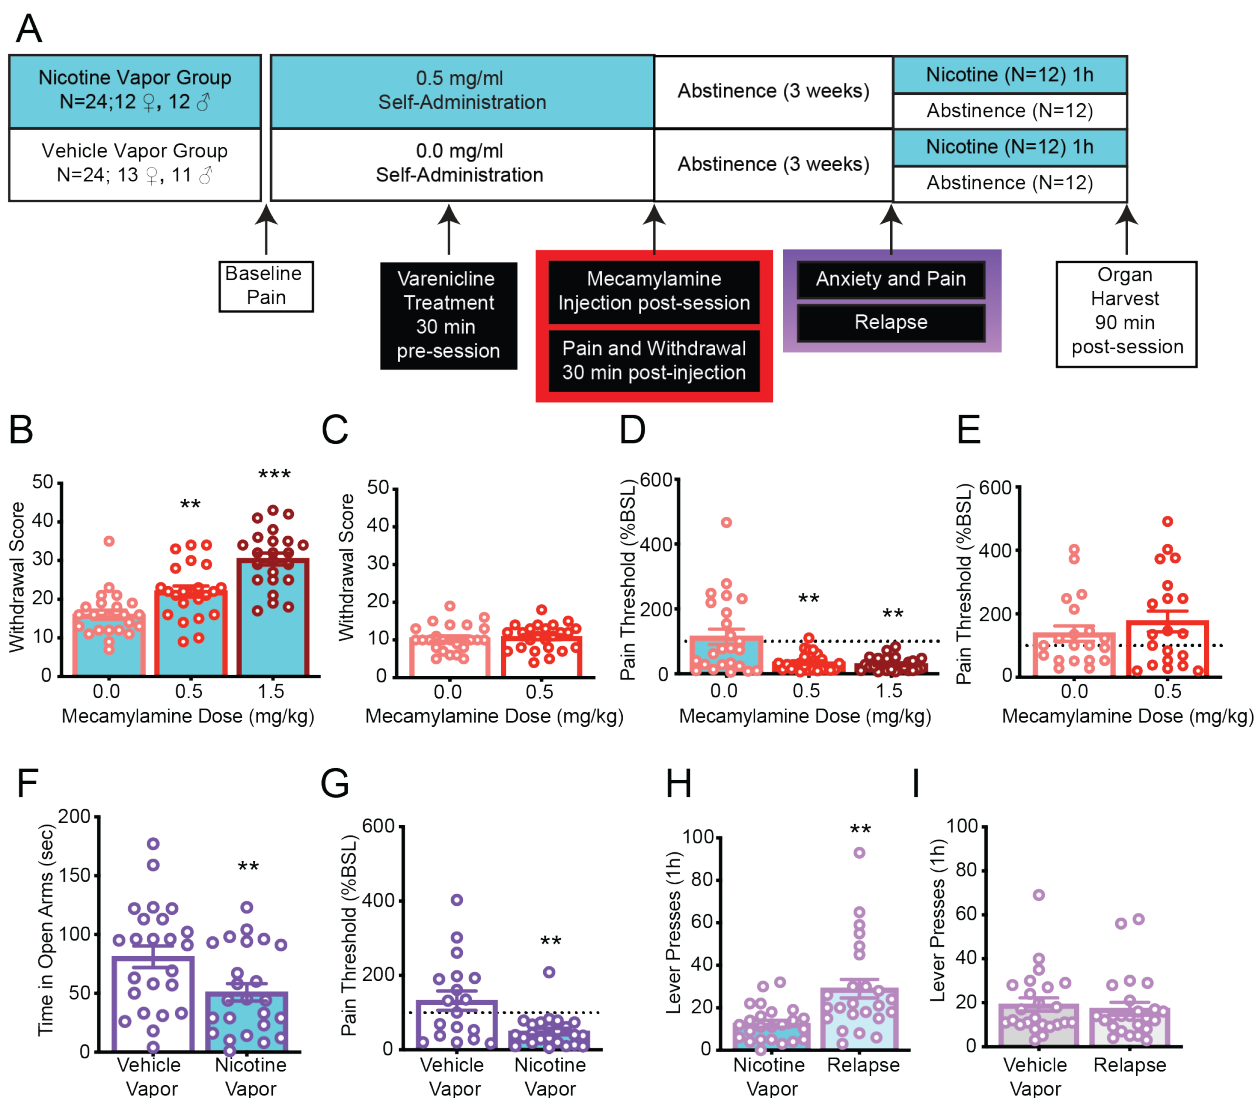 A
Nicotine Vapor Group
N=24;12 ♀, 12 ♂
0.5 mg/ml
Self-Administration
Abstinence (3 weeks)
Nicotine (N=12) 1h
Abstinence (N=12)
Vehicle Vapor Group
N=24; 13 ♀, 11 ♂
0.0 mg/ml
Self-Administration
Abstinence (3 weeks)
Nicotine (N=12) 1h
Abstinence (N=12)
Baseline
Pain
Varenicline
Treatment
30 min
pre-session
Mecamylamine
Injection post-session
Pain and Withdrawal
30 min post-injection
Anxiety and Pain
Relapse
Organ
Harvest
90 min
post-session
B
Withdrawal Score
50
40
30
20
10
0
**
***
0.0
0.5
1.5
Mecamylamine Dose (mg/kg)
C
Withdrawal Score
50
40
30
20
10
0
0.0
0.5
Mecamylamine Dose (mg/kg)
D
Pain Threshold (%BSL)
600
400
200
0
**
**
0.0
0.5
1.5
Mecamylamine Dose (mg/kg)
E
Pain Threshold (%BSL)
600
400
200
0
0.0
0.5
Mecamylamine Dose (mg/kg)
F
Time in Open Arms (sec)
200
150
100
50
0
**
Vehicle
Vapor
Nicotine
Vapor
G
Pain Threshold (%BSL)
600
400
200
0
**
Vehicle
Vapor
Nicotine
Vapor
H
Lever Presses (1h)
100
80
60
40
20
0
**
Nicotine
Vapor
Relapse
I
Lever Presses (1h)
100
80
60
40
20
0
Vehicle
Vapor
Relapse